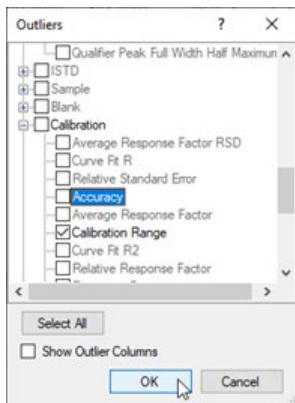 Outliers ? ×
Qualifier Peak Full Width Half Maximun
ISTD
Sample
Blank
Calibration
Average Response Factor RSD
Curve Fit R
Relative Standard Error
Accuracy
Average Response Factor
Calibration Range
Curve Fit R2
Relative Response Factor
Select All
Show Outlier Columns
OK Cancel